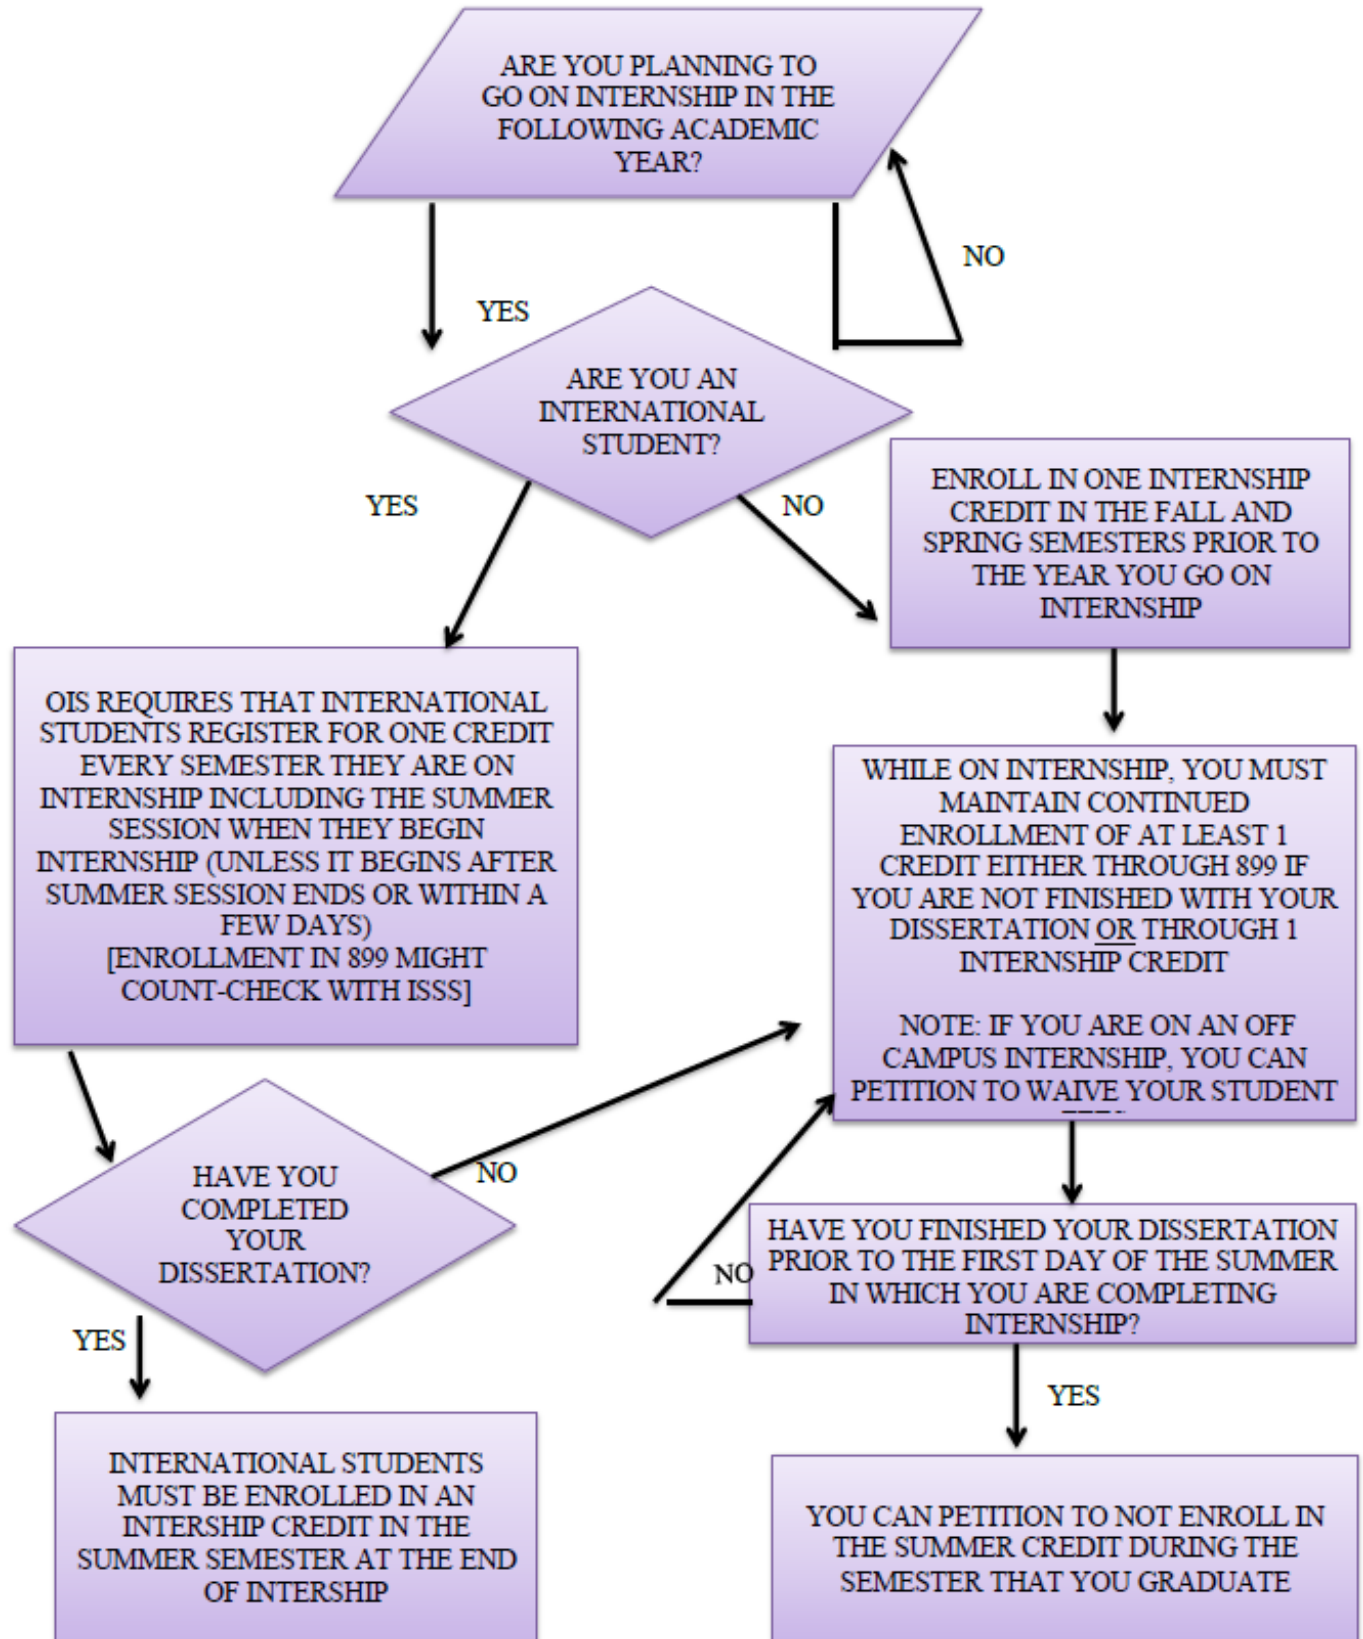 ARE YOU PLANNING TO
GO ON INTERNSHIP IN THE
FOLLOWING ACADEMIC
YEAR?
NO
YES
ARE YOU AN
INTERNATIONAL
STUDENT?
YES
NO
ENROLL IN ONE INTERNSHIP
CREDIT IN THE FALL AND
SPRING SEMESTERS PRIOR TO
THE YEAR YOU GO ON
INTERNSHIP
OIS REQUIRES THAT INTERNATIONAL
STUDENTS REGISTER FOR ONE CREDIT
EVERY SEMESTER THEY ARE ON
INTERNSHIP INCLUDING THE SUMMER
SESSION WHEN THEY BEGIN
INTERNSHIP (UNLESS IT BEGINS AFTER
SUMMER SESSION ENDS OR WITHIN A
FEW DAYS)
[ENROLLMENT IN 899 MIGHT
COUNT-CHECK WITH ISSS]
WHILE ON INTERNSHIP, YOU MUST
MAINTAIN CONTINUED
ENROLLMENT OF AT LEAST 1
CREDIT EITHER THROUGH 899 IF
YOU ARE NOT FINISHED WITH YOUR
DISSERTATION OR THROUGH 1
INTERNSHIP CREDIT
NOTE: IF YOU ARE ON AN OFF
CAMPUS INTERNSHIP, YOU CAN
PETITION TO WAIVE YOUR STUDENT
HAVE YOU
COMPLETED
YOUR
DISSERTATION?
NO
YES
HAVE YOU FINISHED YOUR DISSERTATION
PRIOR TO THE FIRST DAY OF THE SUMMER
IN WHICH YOU ARE COMPLETING
INTERNSHIP?
NO
YES
INTERNATIONAL STUDENTS
MUST BE ENROLLED IN AN
INTERSHIP CREDIT IN THE
SUMMER SEMESTER AT THE END
OF INTERSHIP
YOU CAN PETITION TO NOT ENROLL IN
THE SUMMER CREDIT DURING THE
SEMESTER THAT YOU GRADUATE